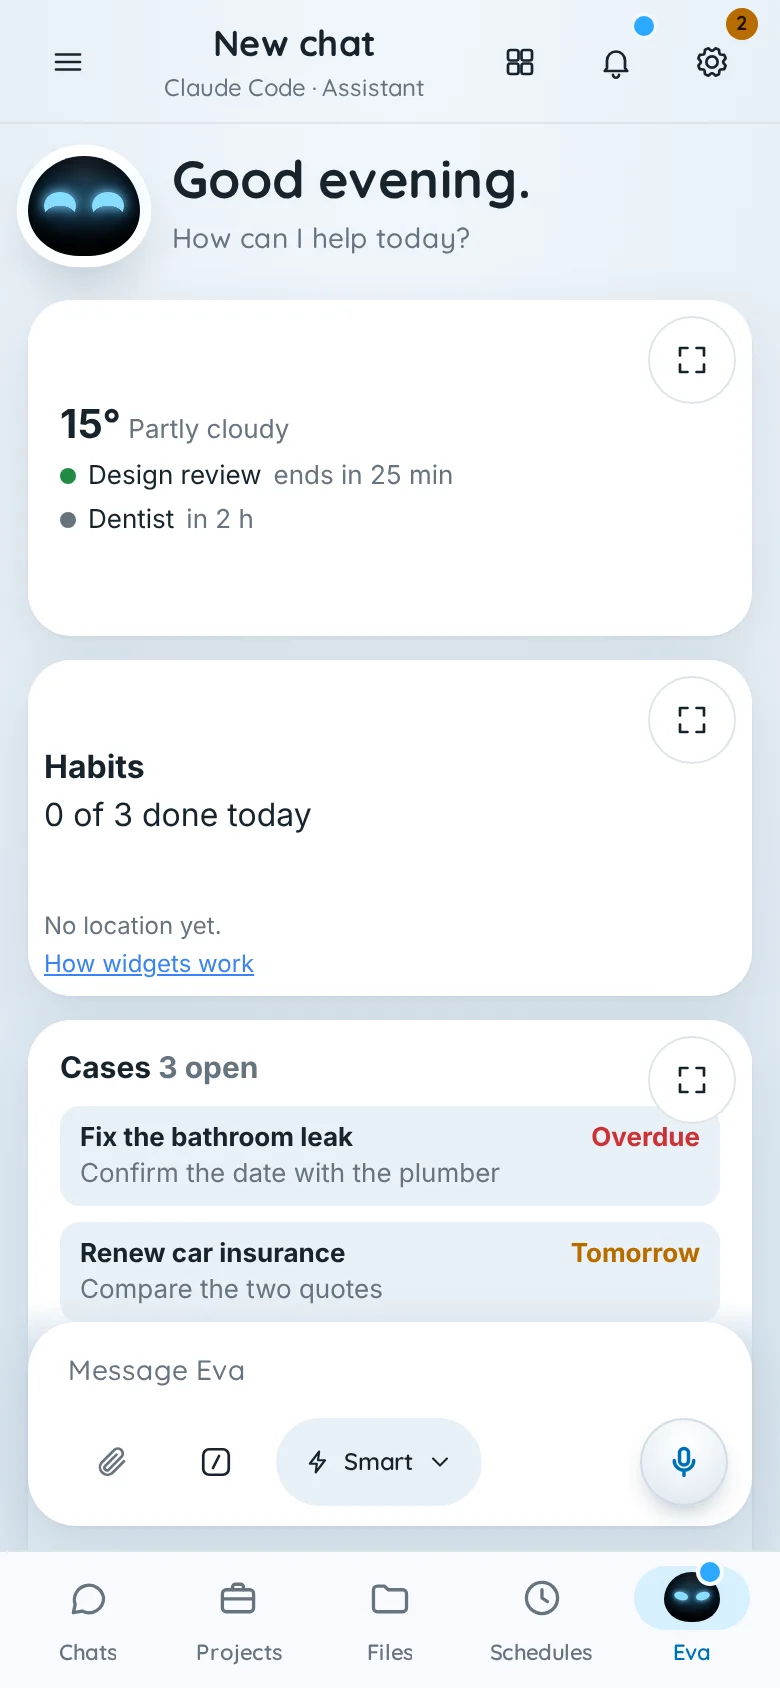 New chat
Claude Code · Assistant
2
Good evening.
How can I help today?
15° Partly cloudy
Design review ends in 25 min
Dentist in 2 h
Habits
0 of 3 done today
No location yet.
How widgets work
Cases 3 open
Fix the bathroom leak Overdue
Confirm the date with the plumber
Renew car insurance Tomorrow
Compare the two quotes
Message Eva
Smart
Chats Projects Files Schedules Eva